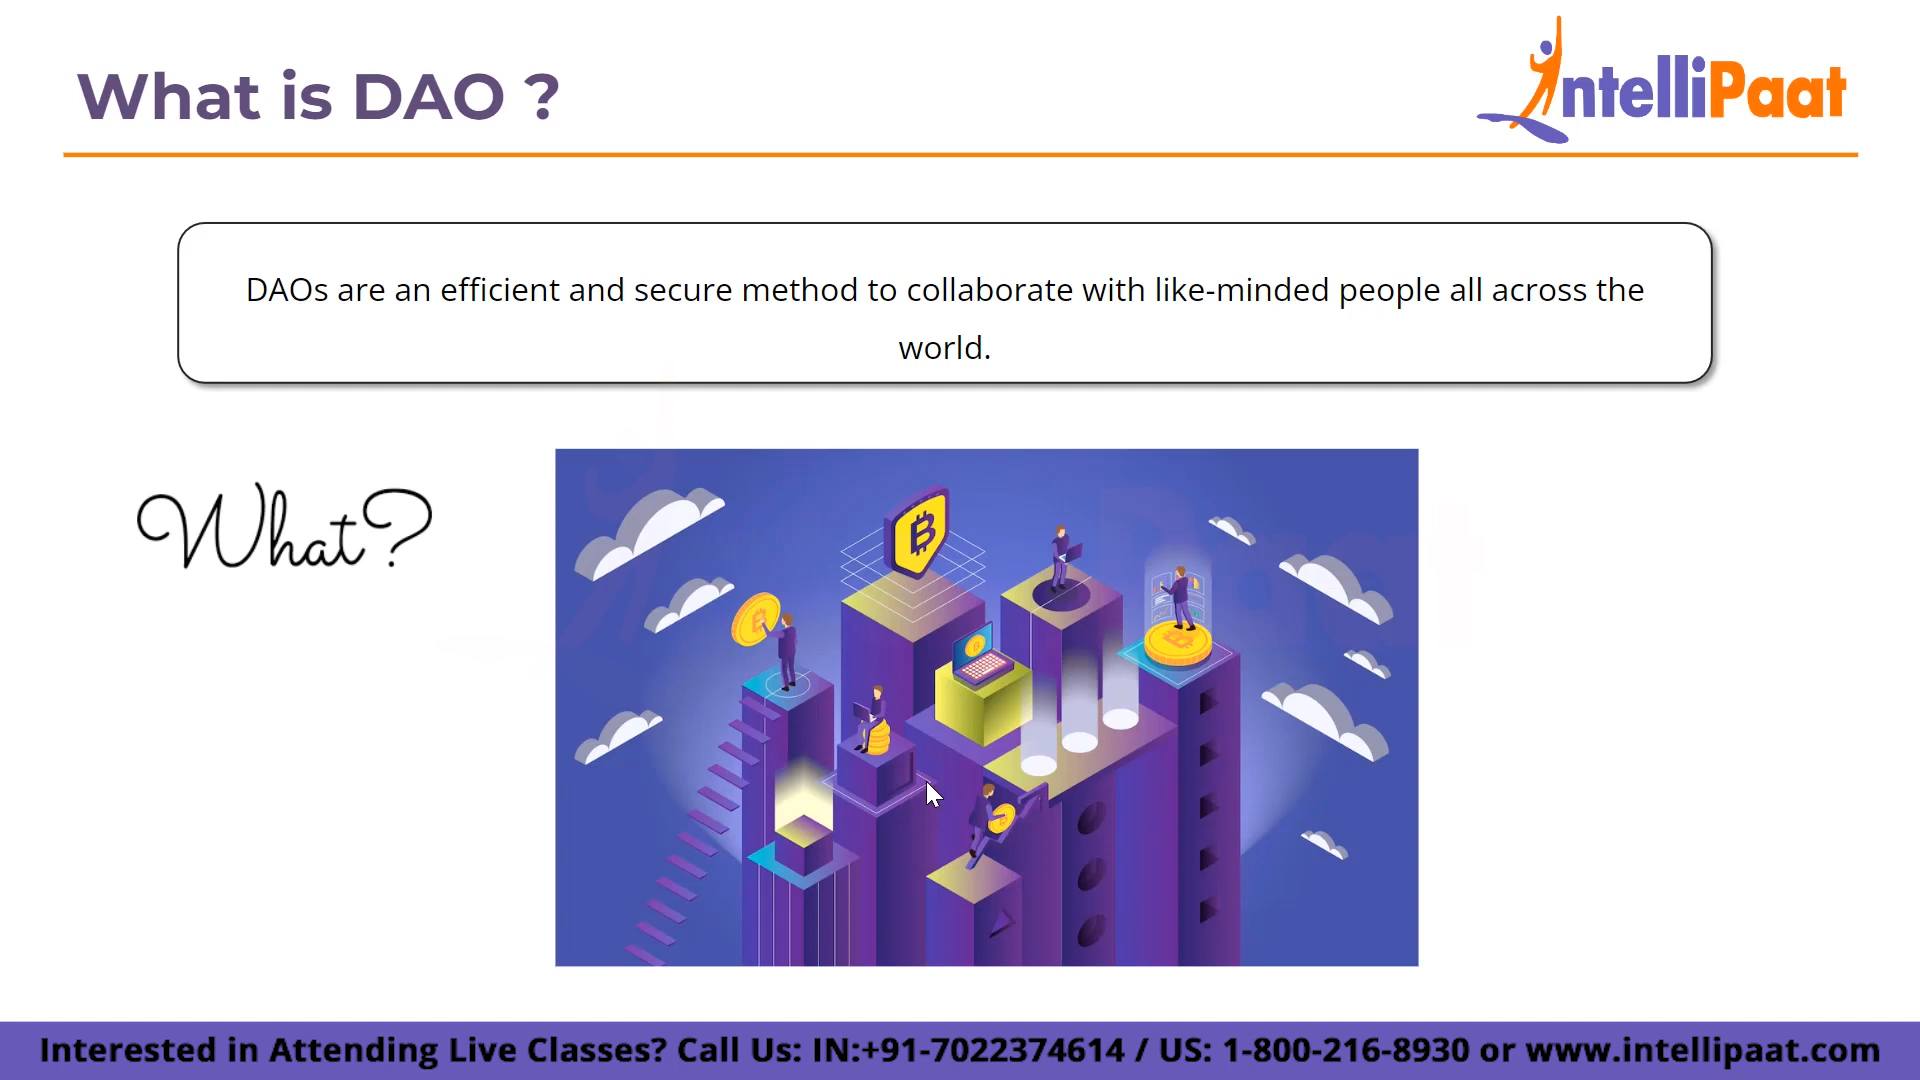 What is DAO ?
IntelliPaat
DAOs are an efficient and secure method to collaborate with like-minded people all across the
world.
What?
Interested in Attending Live Classes? Call Us: IN:+91-7022374614 / US: 1-800-216-8930 or www.intellipaat.com